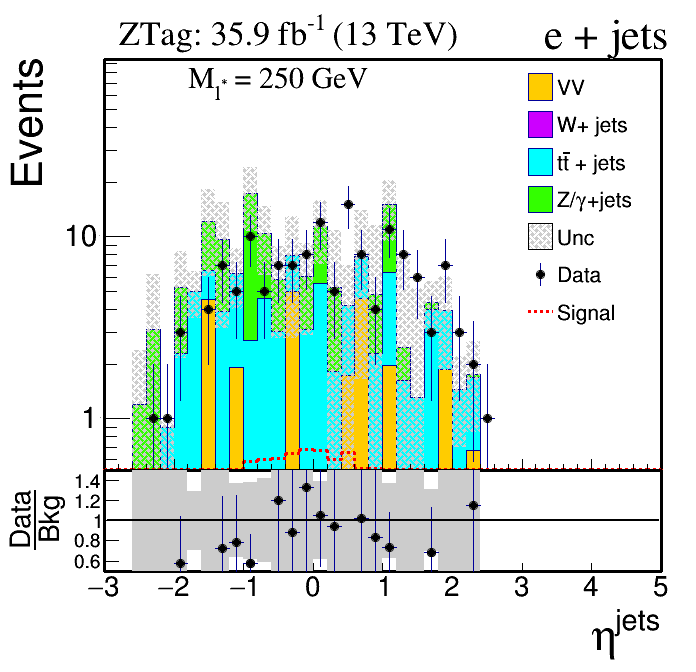 ZTag: 35.9 fb⁻¹ (13 TeV) e + jets
M_l* = 250 GeV
Events
10
1
VV
W+ jets
tt̄ + jets
Z/γ+jets
Unc
Data
Signal
Data
Bkg
1.4
1.2
1
0.8
0.6
−3 −2 −1 0 1 2 3 4 5
η^jets